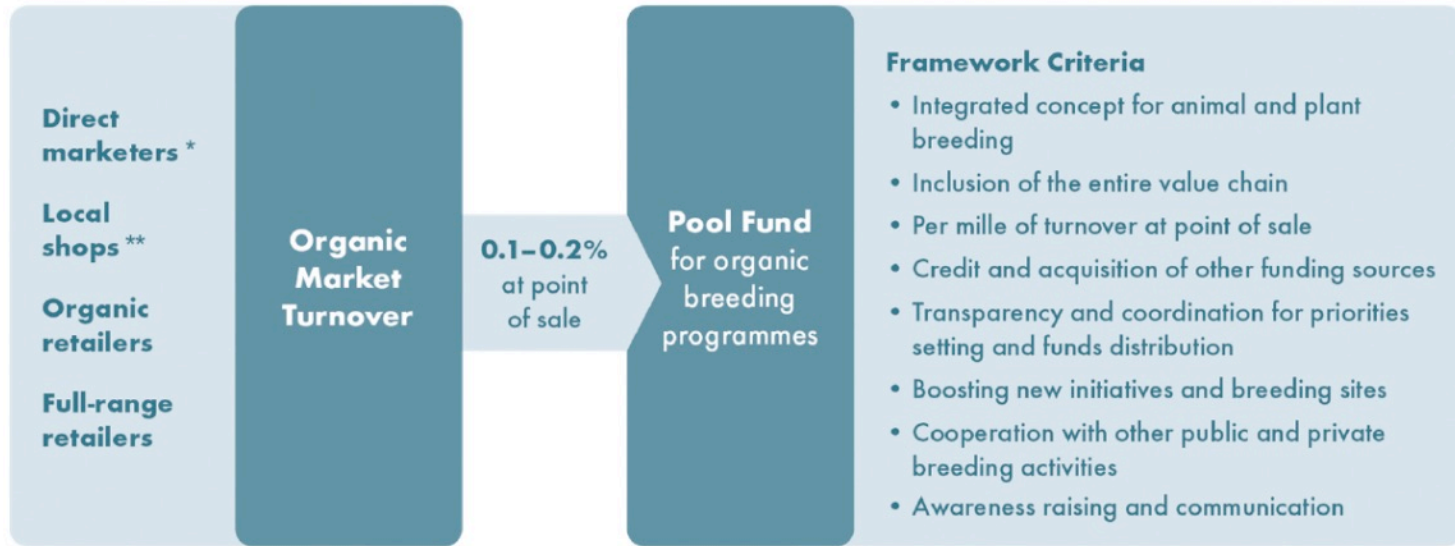 Direct
marketers *
Local
shops **
Organic
retailers
Full-range
retailers
Organic
Market
Turnover
0.1–0.2%
at point
of sale
Pool Fund
for organic
breeding
programmes
Framework Criteria
• Integrated concept for animal and plant
breeding
• Inclusion of the entire value chain
• Per mille of turnover at point of sale
• Credit and acquisition of other funding sources
• Transparency and coordination for priorities
setting and funds distribution
• Boosting new initiatives and breeding sites
• Cooperation with other public and private
breeding activities
• Awareness raising and communication